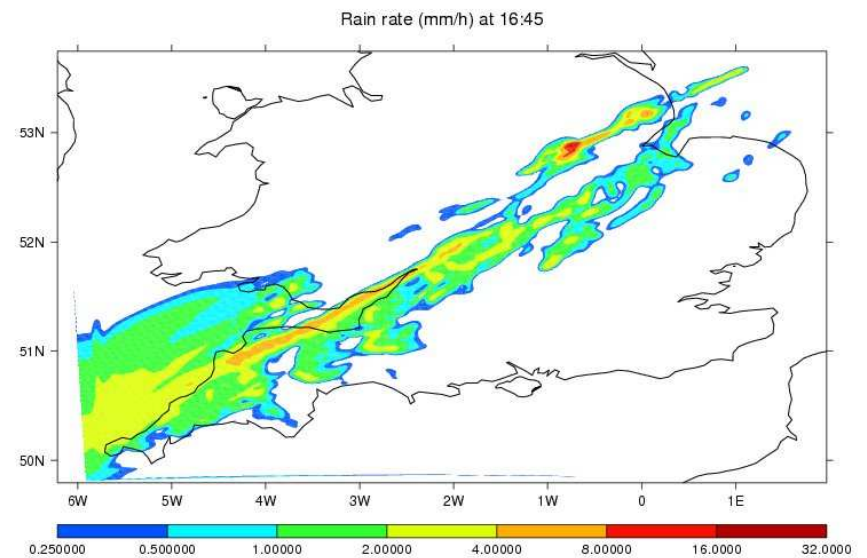 Rain rate (mm/h) at 16:45
53N
52N
51N
50N
6W 5W 4W 3W 2W 1W 0 1E
0.250000 0.500000 1.00000 2.00000 4.00000 8.00000 16.0000 32.0000